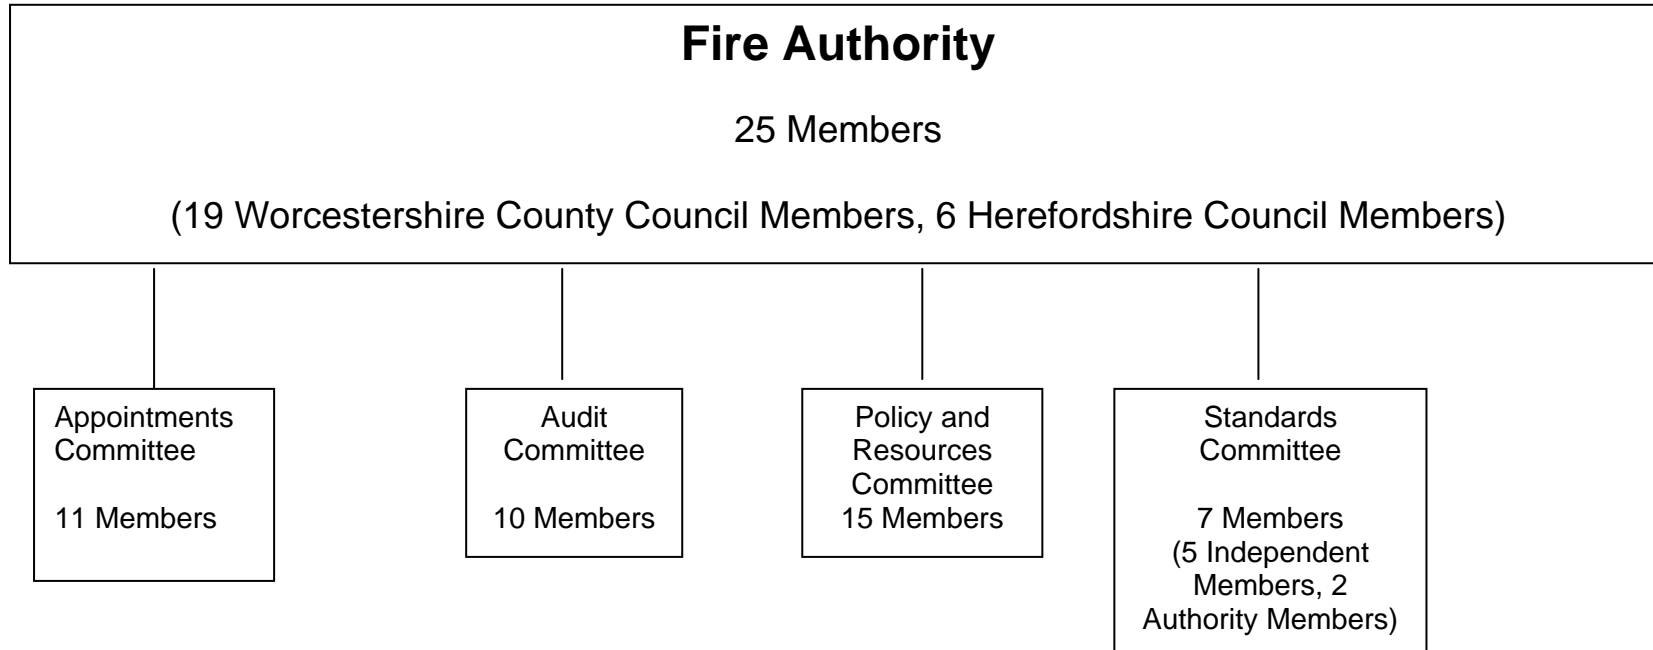 Fire Authority
25 Members
(19 Worcestershire County Council Members, 6 Herefordshire Council Members)
Appointments
Committee
11 Members
Audit
Committee
10 Members
Policy and
Resources
Committee
15 Members
Standards
Committee
7 Members
(5 Independent
Members, 2
Authority Members)